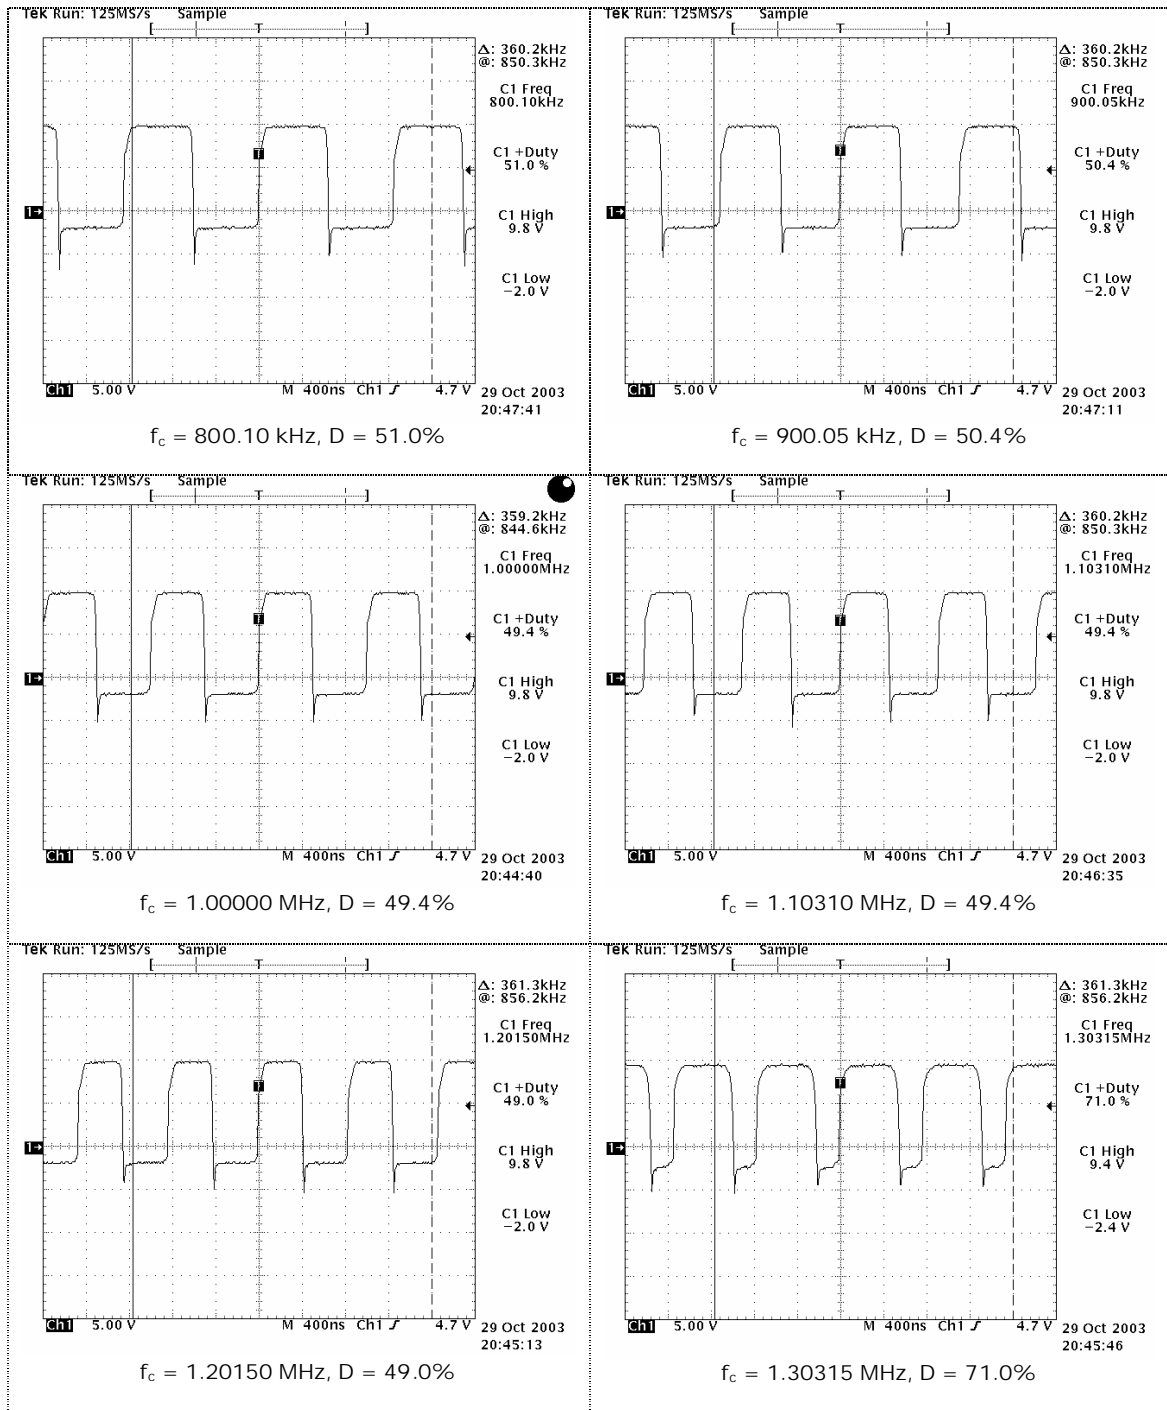 Tek Run: 125MS/s Sample
[ T ]
Δ: 360.2kHz
@: 850.3kHz
C1 Freq
800.10kHz
C1 +Duty
51.0 %
C1 High
9.8 V
C1 Low
−2.0 V
T
1→
Ch1 5.00 V M 400ns Ch1 4.7 V
29 Oct 2003
20:47:41
fc = 800.10 kHz, D = 51.0%
Tek Run: 125MS/s Sample
[ T ]
Δ: 360.2kHz
@: 850.3kHz
C1 Freq
900.05kHz
C1 +Duty
50.4 %
C1 High
9.8 V
C1 Low
−2.0 V
T
1→
Ch1 5.00 V M 400ns Ch1 4.7 V
29 Oct 2003
20:47:11
fc = 900.05 kHz, D = 50.4%
Tek Run: 125MS/s Sample
[ T ]
Δ: 359.2kHz
@: 844.6kHz
C1 Freq
1.00000MHz
C1 +Duty
49.4 %
C1 High
9.8 V
C1 Low
−2.0 V
T
1→
Ch1 5.00 V M 400ns Ch1 4.7 V
29 Oct 2003
20:44:40
fc = 1.00000 MHz, D = 49.4%
Tek Run: 125MS/s Sample
[ T ]
Δ: 360.2kHz
@: 850.3kHz
C1 Freq
1.10310MHz
C1 +Duty
49.4 %
C1 High
9.8 V
C1 Low
−2.0 V
T
1→
Ch1 5.00 V M 400ns Ch1 4.7 V
29 Oct 2003
20:46:35
fc = 1.10310 MHz, D = 49.4%
Tek Run: 125MS/s Sample
[ T ]
Δ: 361.3kHz
@: 856.2kHz
C1 Freq
1.20150MHz
C1 +Duty
49.0 %
C1 High
9.8 V
C1 Low
−2.0 V
T
1→
Ch1 5.00 V M 400ns Ch1 4.7 V
29 Oct 2003
20:45:13
fc = 1.20150 MHz, D = 49.0%
Tek Run: 125MS/s Sample
[ T ]
Δ: 361.3kHz
@: 856.2kHz
C1 Freq
1.30315MHz
C1 +Duty
71.0 %
C1 High
9.4 V
C1 Low
−2.4 V
T
1→
Ch1 5.00 V M 400ns Ch1 4.7 V
29 Oct 2003
20:45:46
fc = 1.30315 MHz, D = 71.0%